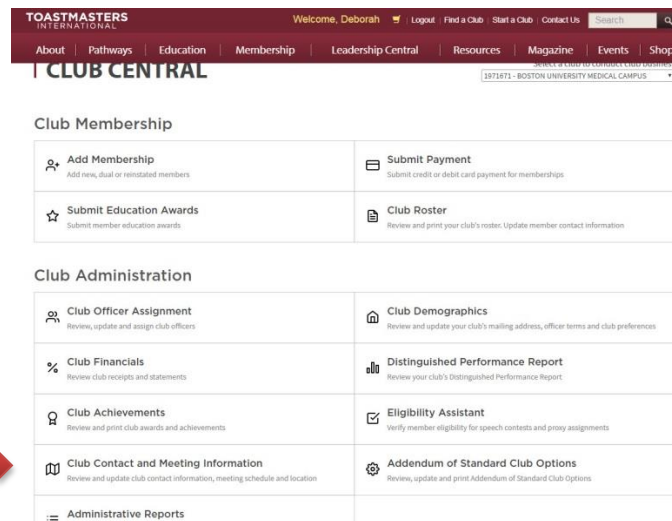 TOASTMASTERS
INTERNATIONAL
Welcome, Deborah Logout Find a Club Start a Club Contact Us Search
About Pathways Education Membership Leadership Central Resources Magazine Events Shop
CLUB CENTRAL
Select a club to conduct club business
1971671 - BOSTON UNIVERSITY MEDICAL CAMPUS
Club Membership
Add Membership
Add new, dual or reinstated members
Submit Payment
Submit credit or debit card payment for memberships
Submit Education Awards
Submit member education awards
Club Roster
Review and print your club's roster. Update member contact information
Club Administration
Club Officer Assignment
Review, update and assign club officers
Club Demographics
Review and update your club's mailing address, officer terms and club preferences
Club Financials
Review club receipts and statements
Distinguished Performance Report
Review your club's Distinguished Performance Report
Club Achievements
Review and print club awards and achievements
Eligibility Assistant
Verify member eligibility for speech contests and proxy assignments
Club Contact and Meeting Information
Review and update club contact information, meeting schedule and location
Addendum of Standard Club Options
Review, update and print Addendum of Standard Club Options
Administrative Reports